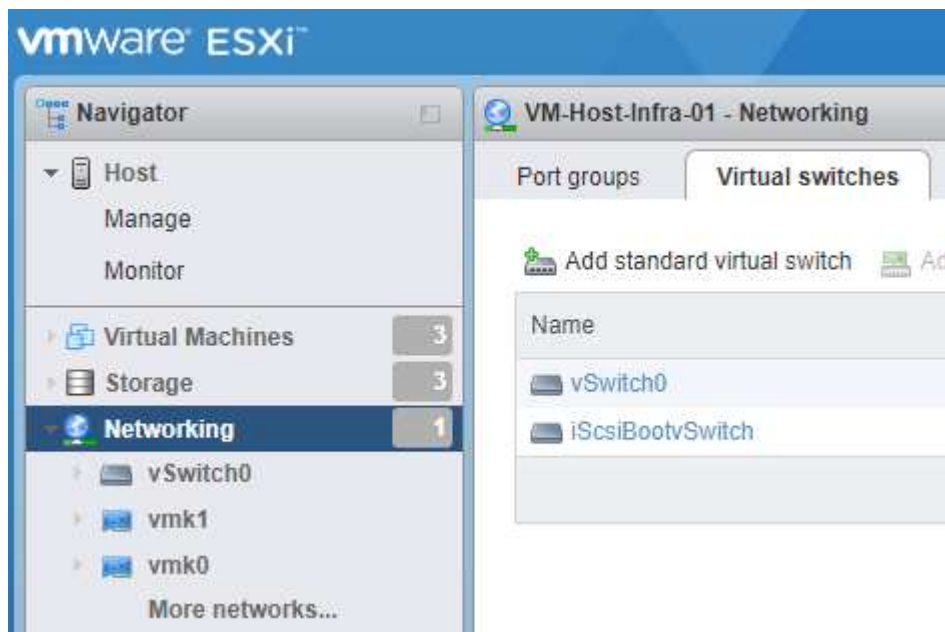 vmware® ESXi™
Navigator
Host
Manage
Monitor
Virtual Machines 3
Storage 3
Networking 1
vSwitch0
vmk1
vmk0
More networks...
VM-Host-Infra-01 - Networking
Port groups Virtual switches
Add standard virtual switch
Name
vSwitch0
iScsiBootvSwitch